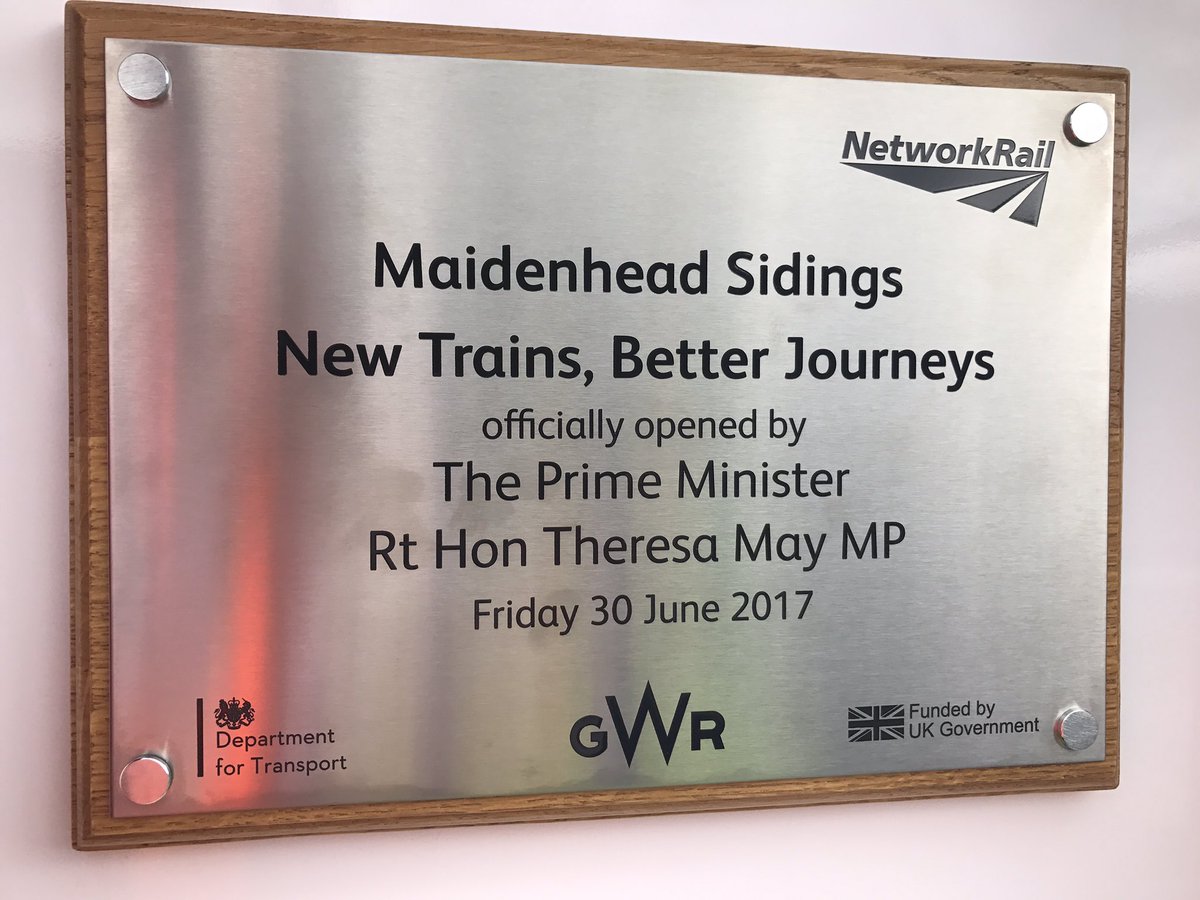 NetworkRail
Maidenhead Sidings
New Trains, Better Journeys
officially opened by
The Prime Minister
Rt Hon Theresa May MP
Friday 30 June 2017
Department
for Transport
GWR
Funded by
UK Government